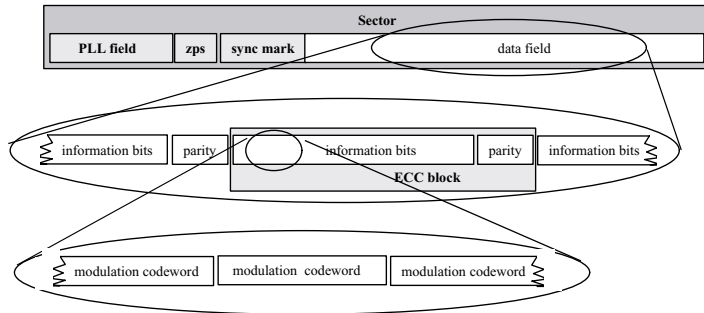 Sector
PLL field zps sync mark data field
information bits parity information bits parity information bits
ECC block
modulation codeword modulation codeword modulation codeword